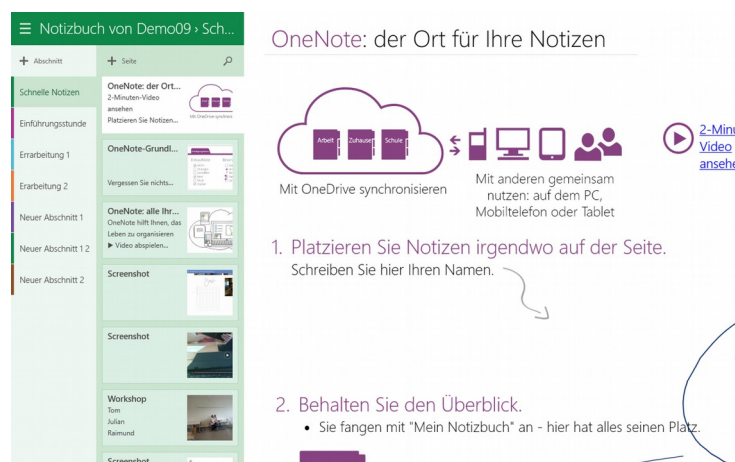 Notizbuch von Demo09 › Sch...
+ Abschnitt
+ Seite
Schnelle Notizen
Einführungsstunde
Errarbeitung 1
Erarbeitung 2
Neuer Abschnitt 1
Neuer Abschnitt 1 2
Neuer Abschnitt 2
OneNote: der Ort...
2-Minuten-Video
ansehen
Platzieren Sie Notizen...
OneNote-Grundl...
Vergessen Sie nichts...
OneNote: alle Ihr...
OneNote hilft Ihnen, das
Leben zu organisieren
▶ Video abspielen...
Screenshot
Screenshot
Workshop
Tom
Julian
Raimund
Screenshot
OneNote: der Ort für Ihre Notizen
Arbeit Zuhause Schule
Mit OneDrive synchronisieren
Mit anderen gemeinsam
nutzen: auf dem PC,
Mobiltelefon oder Tablet
2-Minu
Video
ansehe
1. Platzieren Sie Notizen irgendwo auf der Seite.
Schreiben Sie hier Ihren Namen.
2. Behalten Sie den Überblick.
• Sie fangen mit "Mein Notizbuch" an - hier hat alles seinen Platz.